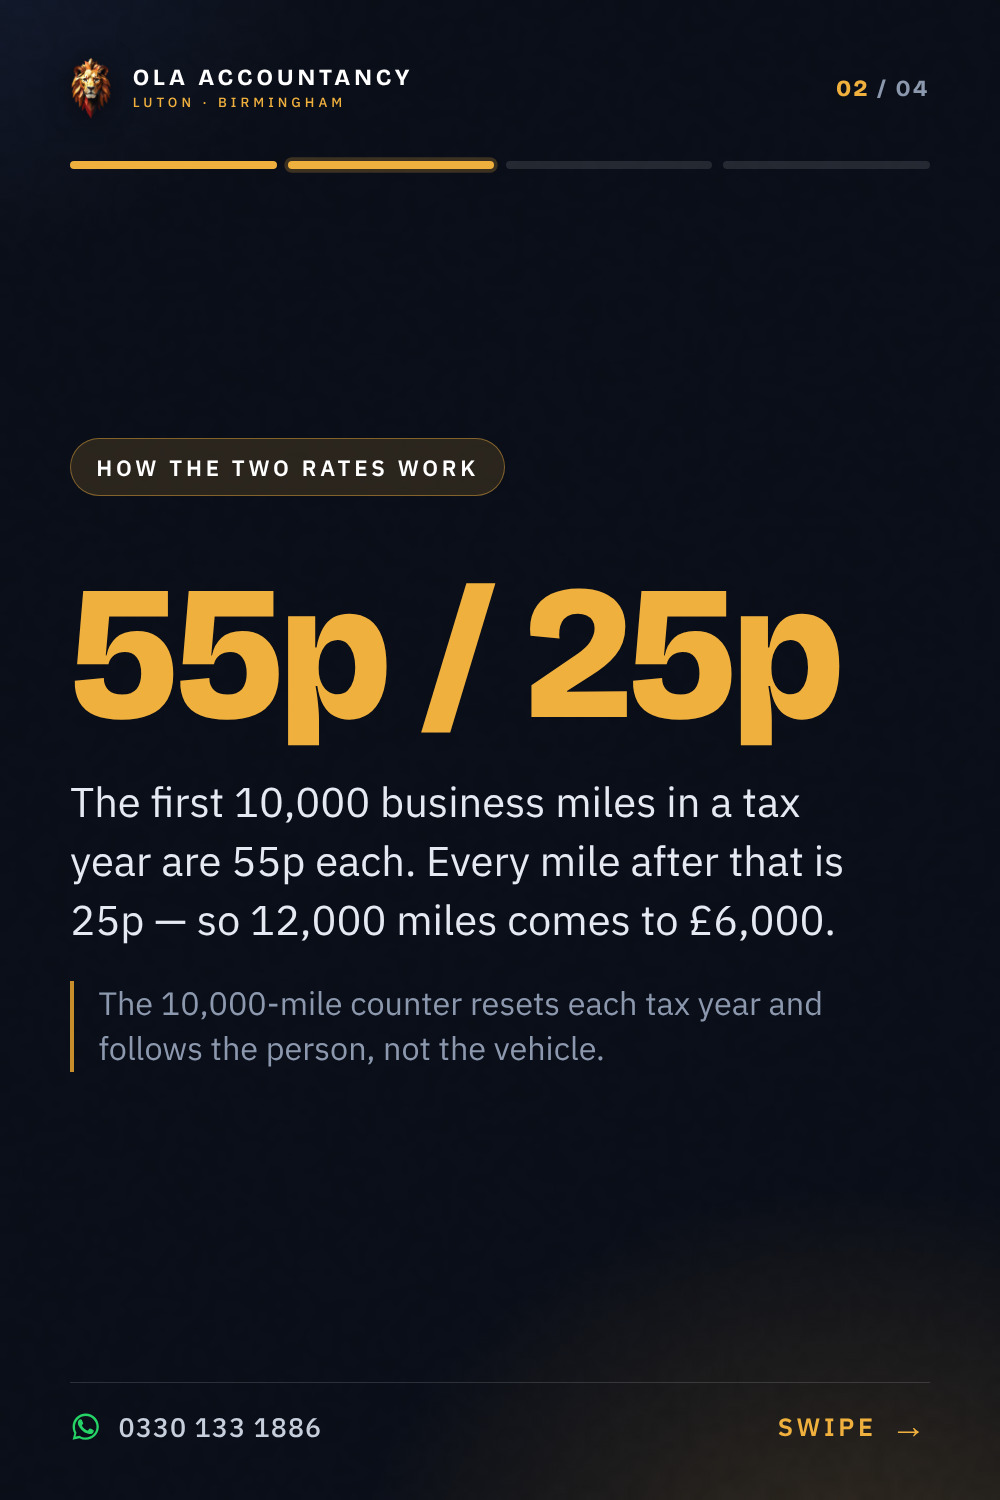 OLA ACCOUNTANCY
LUTON · BIRMINGHAM
02 / 04
HOW THE TWO RATES WORK
55p / 25p
The first 10,000 business miles in a tax
year are 55p each. Every mile after that is
25p — so 12,000 miles comes to £6,000.
The 10,000-mile counter resets each tax year and
follows the person, not the vehicle.
0330 133 1886
SWIPE →